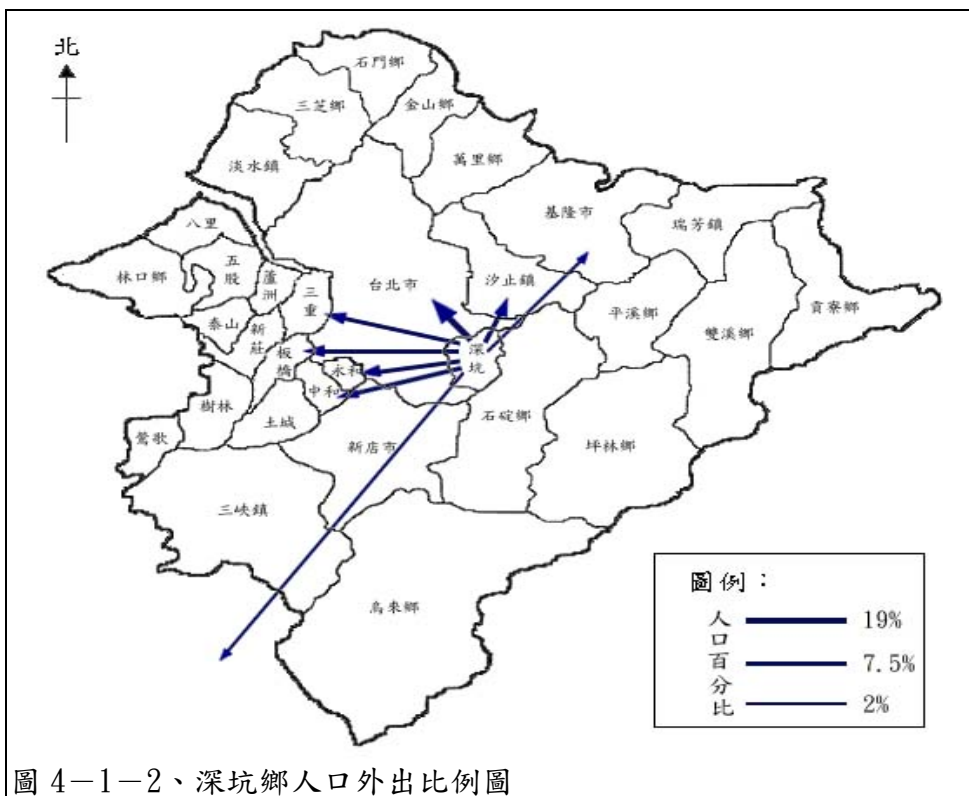 北
石門鄉
三芝鄉
金山鄉
淡水鎮
萬里鄉
基隆市
瑞芳鎮
八里
林口鄉
五股
蘆洲
三重
台北市
汐止鎮
平溪鄉
雙溪鄉
貢寮鄉
泰山
新莊
板橋
永和
中和
深坑
樹林
土城
鶯歌
新店市
石碇鄉
坪林鄉
三峽鎮
烏來鄉
圖例：
人口百分比
19%
7.5%
2%
圖 4－1－2、深坑鄉人口外出比例圖